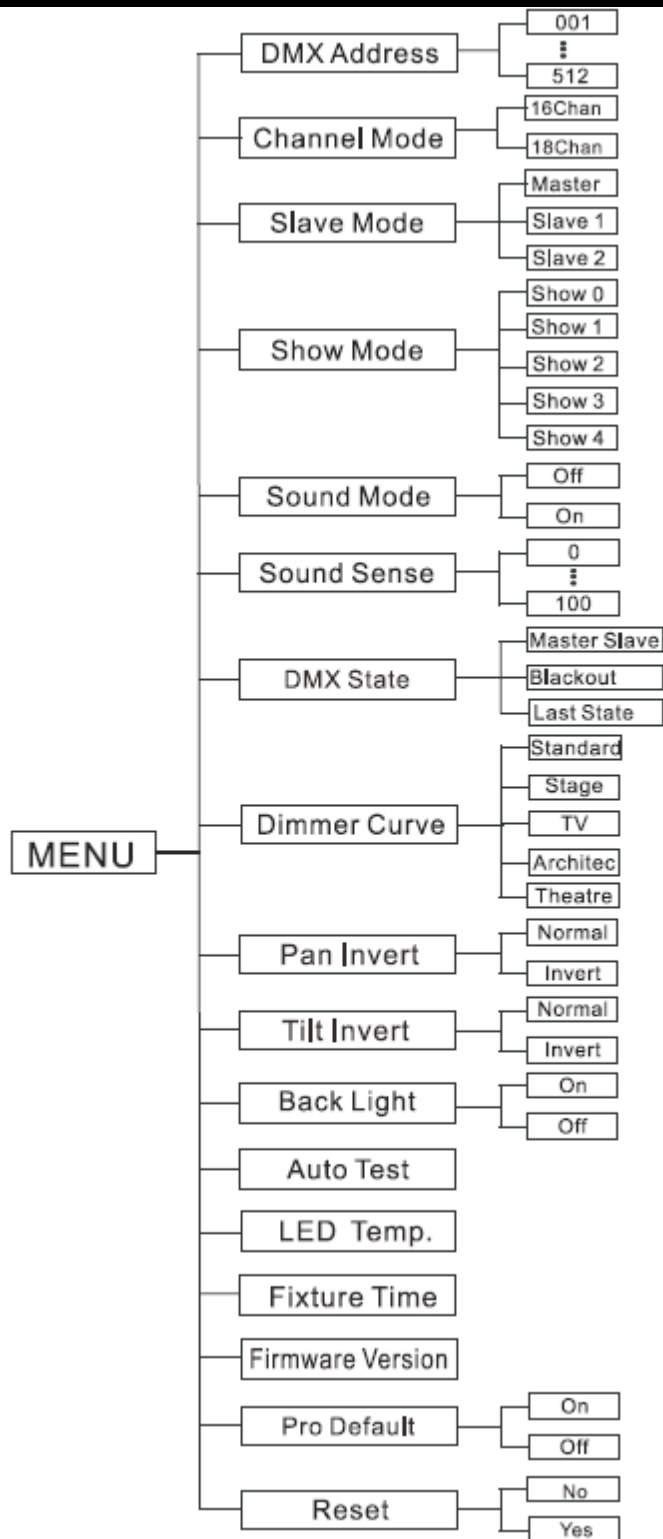 MENU
DMX Address
001
512
Channel Mode
16Chan
18Chan
Slave Mode
Master
Slave 1
Slave 2
Show Mode
Show 0
Show 1
Show 2
Show 3
Show 4
Sound Mode
Off
On
Sound Sense
0
100
DMX State
Master Slave
Blackout
Last State
Dimmer Curve
Standard
Stage
TV
Architec
Theatre
Pan Invert
Normal
Invert
Tilt Invert
Normal
Invert
Back Light
On
Off
Auto Test
LED Temp.
Fixture Time
Firmware Version
Pro Default
On
Off
Reset
No
Yes